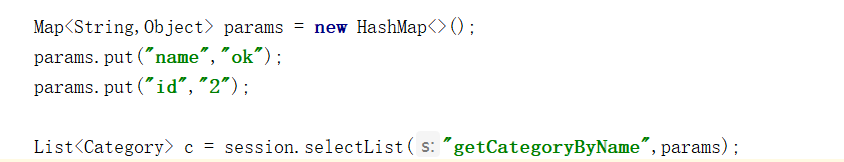 Map<String,Object> params = new HashMap<>();
params.put("name","ok");
params.put("id","2");
List<Category> c = session.selectList( s: "getCategoryByName",params);